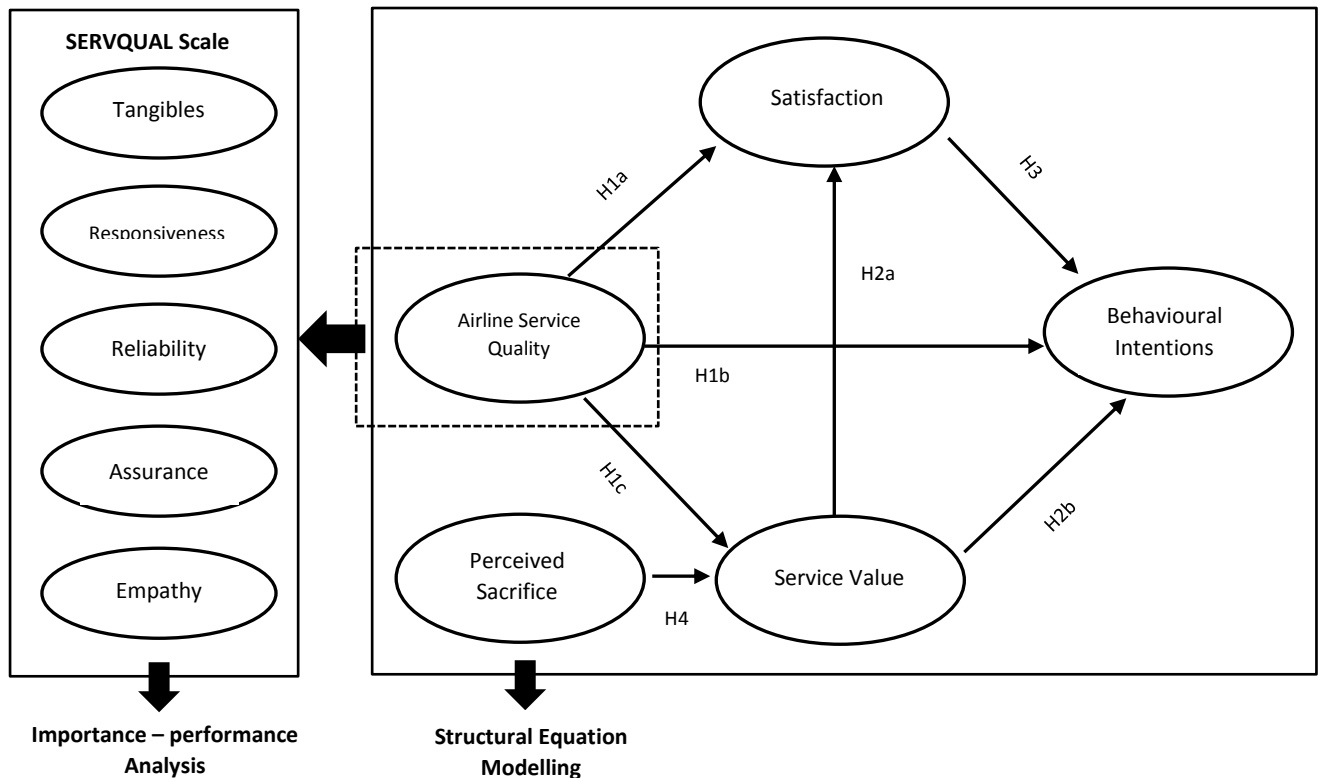 SERVQUAL Scale
Tangibles
Responsiveness
Reliability
Assurance
Empathy
Importance – performance
Analysis
Satisfaction
H1a
H3
H2a
Airline Service
Quality
H1b
Behavioural
Intentions
H1c
H2b
Perceived
Sacrifice
H4
Service Value
Structural Equation
Modelling